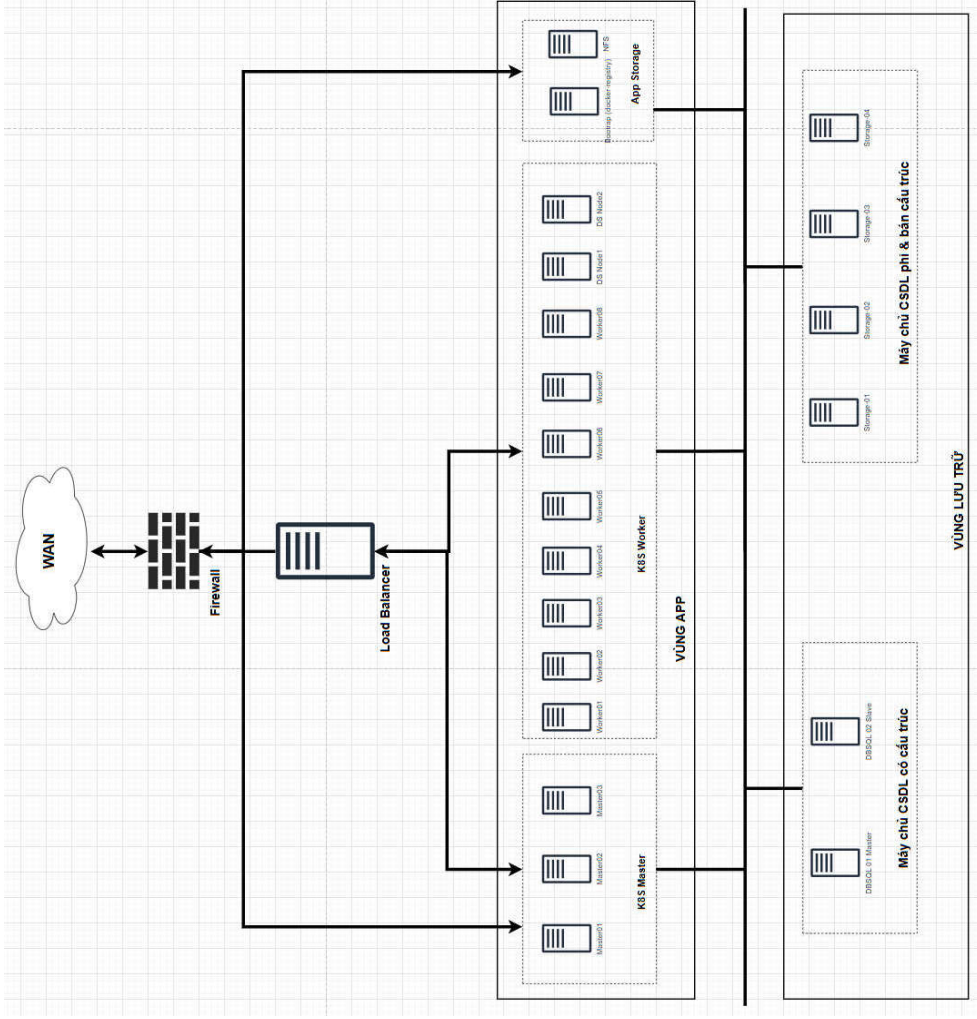 WAN
Firewall
Load Balancer
Master01
Master02
Master03
K8S Master
Worker01
Worker02
Worker03
Worker04
Worker05
Worker06
Worker07
Worker08
DS Node1
DS Node2
K8S Worker
Bootrap (docker registry)
NFS
App Storage
VÙNG APP
DBSQL 01 Master
DBSQL 02 Slave
Máy chủ CSDL có cấu trúc
Storage-01
Storage-02
Storage-03
Storage-04
Máy chủ CSDL phi & bán cấu trúc
VÙNG LƯU TRỮ